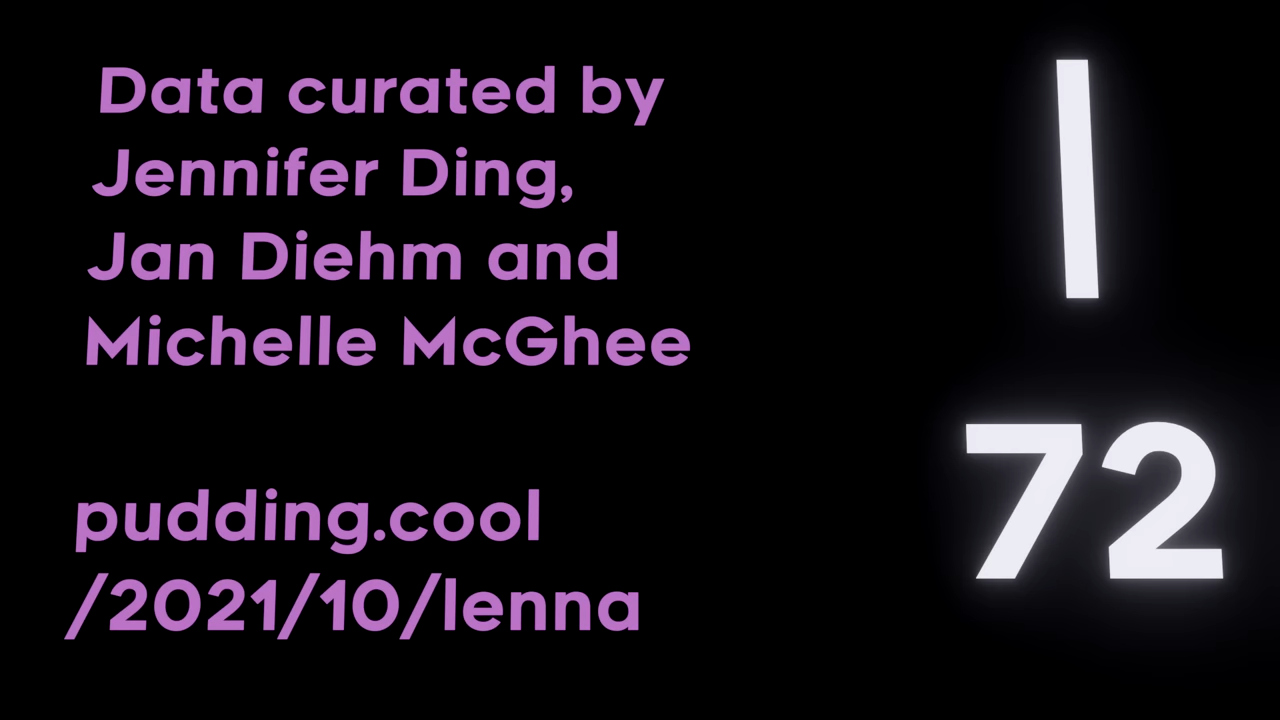 Data curated by
Jennifer Ding,
Jan Diehm and
Michelle McGhee
pudding.cool
/2021/10/lenna
72